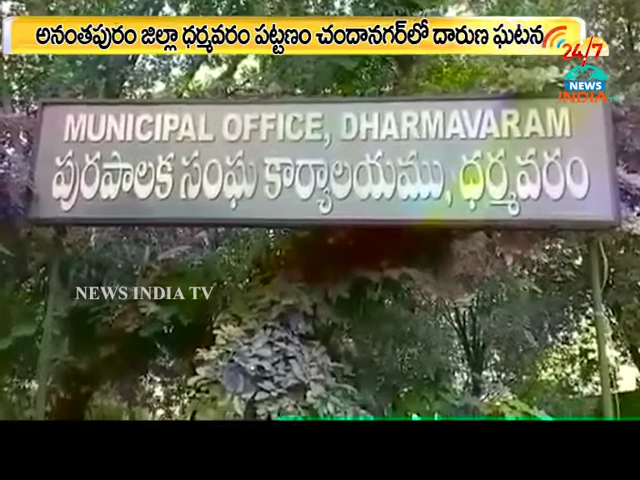 అనంతపురం జిల్లా ధర్మవరం పట్టణం చందానగర్‌లో దారుణ ఘటన
24/7
NEWS
INDIA
MUNICIPAL OFFICE, DHARMAVARAM
పురపాలక సంఘ కార్యాలయము, ధర్మవరం
NEWS INDIA TV